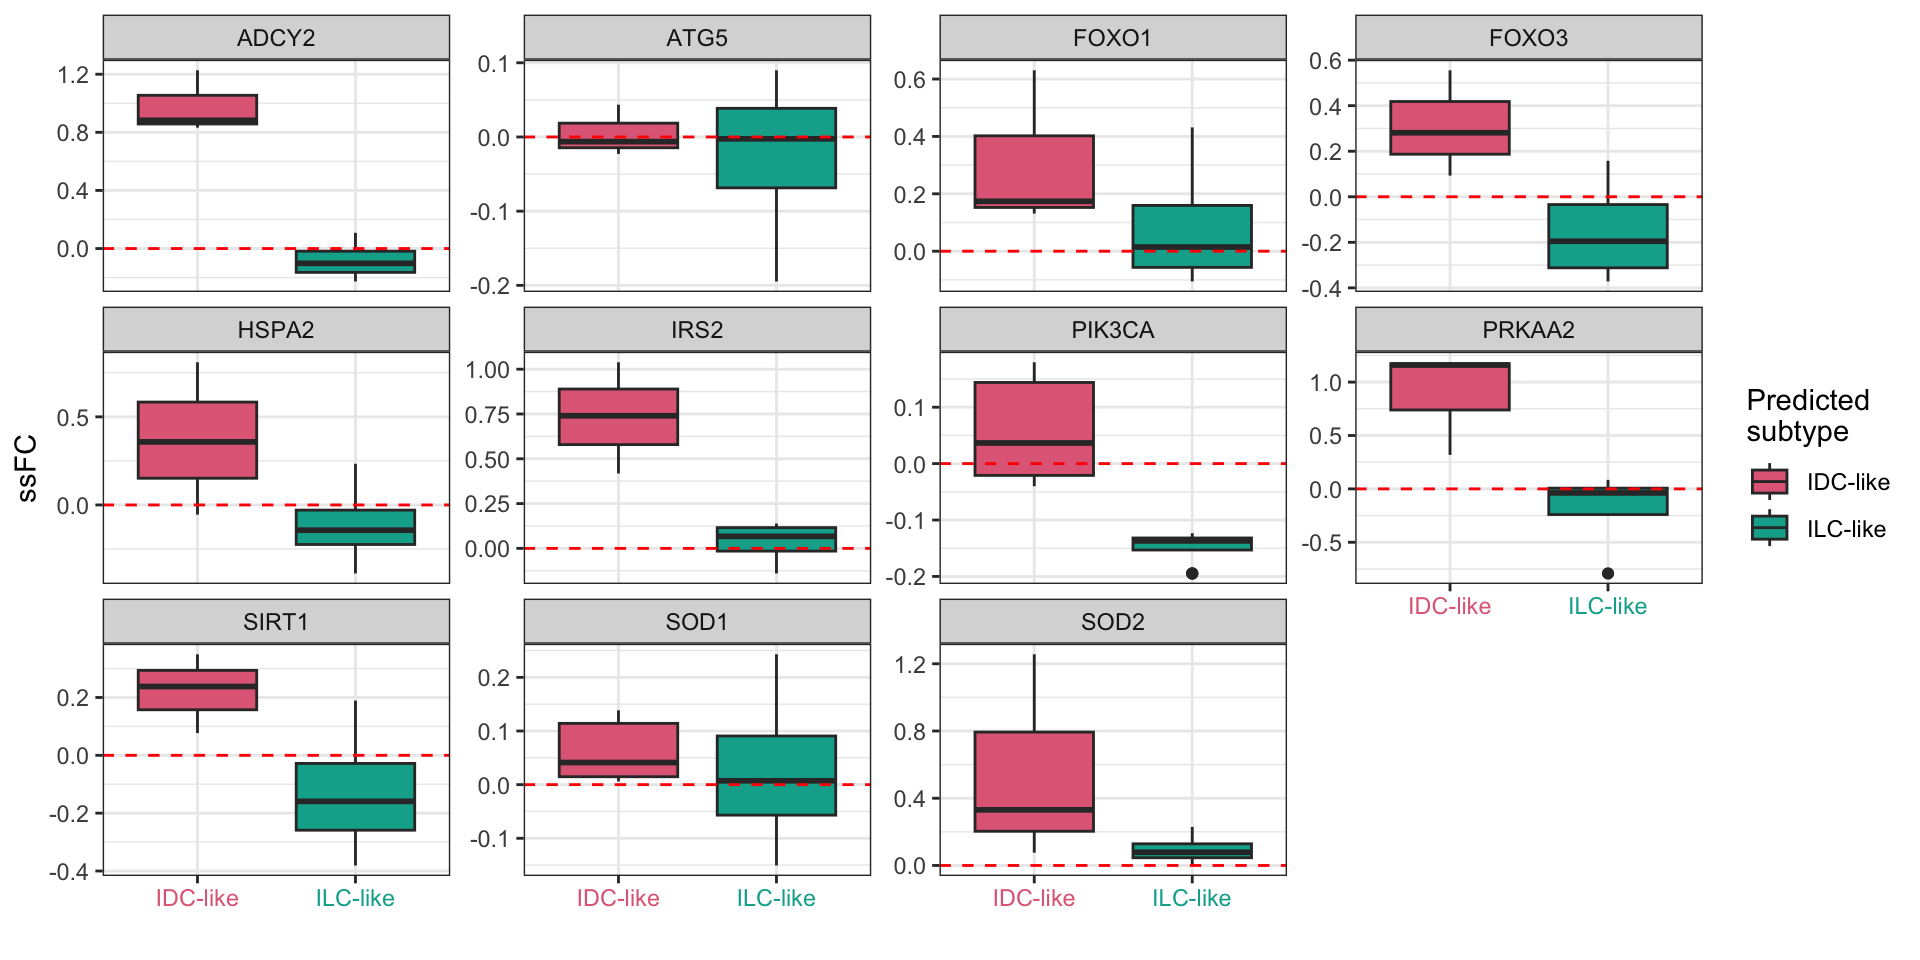 ADCY2
ATG5
FOXO1
FOXO3
1.2
0.8
0.4
0.0
0.1
0.0
-0.1
-0.2
0.6
0.4
0.2
0.0
0.6
0.4
0.2
0.0
-0.2
-0.4
HSPA2
IRS2
PIK3CA
PRKAA2
0.5
0.0
1.00
0.75
0.50
0.25
0.00
0.1
0.0
-0.1
-0.2
1.0
0.5
0.0
-0.5
IDC-like
ILC-like
SIRT1
SOD1
SOD2
0.2
0.0
-0.2
-0.4
0.2
0.1
0.0
-0.1
1.2
0.8
0.4
0.0
IDC-like
ILC-like
IDC-like
ILC-like
IDC-like
ILC-like
ssFC
Predicted
subtype
IDC-like
ILC-like